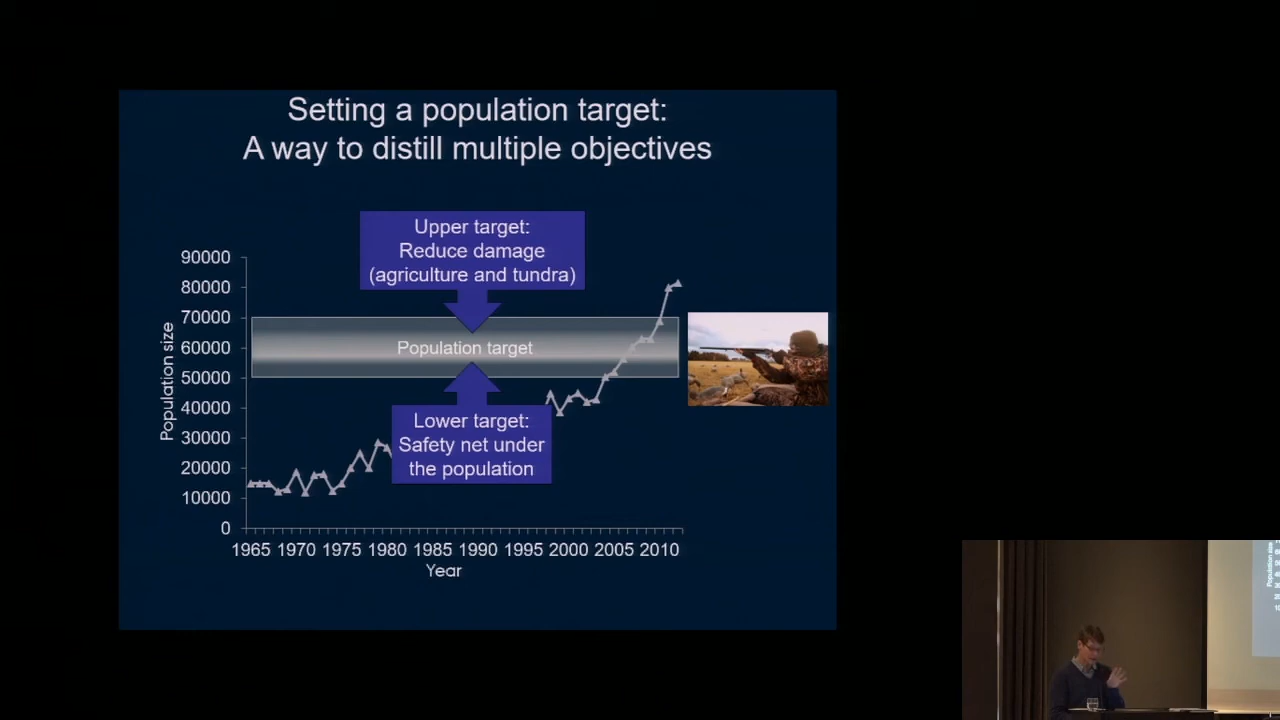 Setting a population target:
A way to distill multiple objectives
Upper target:
Reduce damage
(agriculture and tundra)
90000
80000
70000
60000
50000
40000
30000
20000
10000
0
Population size
Population target
Lower target:
Safety net under
the population
1965 1970 1975 1980 1985 1990 1995 2000 2005 2010
Year
Population size